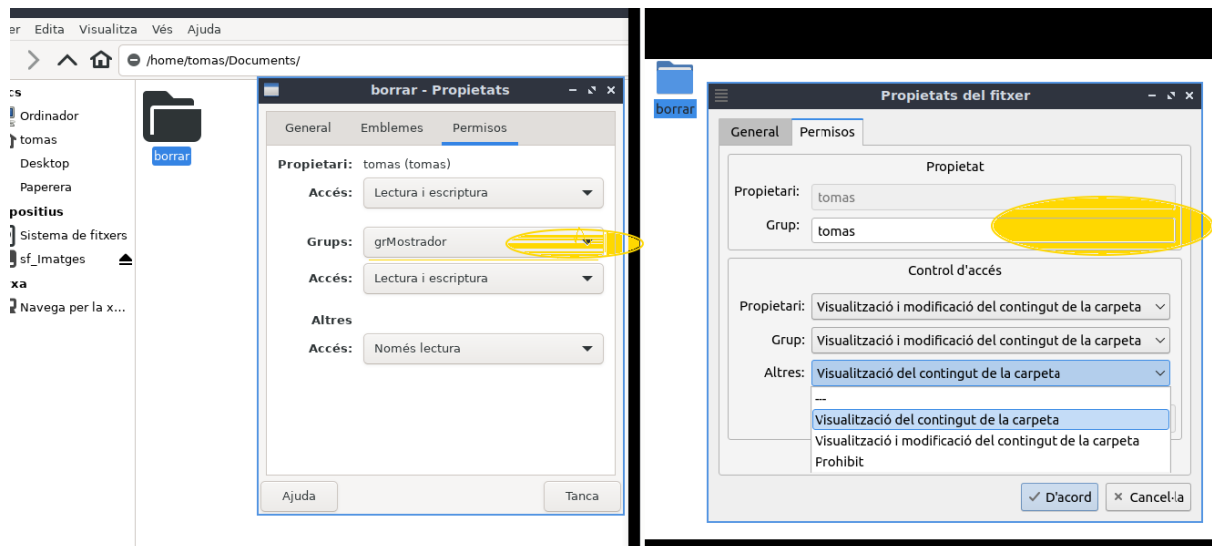 er Edita Visualitza Vés Ajuda
/home/tomas/Documents/
cs
Ordinador
tomas
Desktop
Paperera
positius
Sistema de fitxers
sf_Imatges
xa
Navega per la x...
borrar
borrar - Propietats
General Emblemes Permisos
Propietari: tomas (tomas)
Accés: Lectura i escriptura
Grups: grMostrador
Accés: Lectura i escriptura
Altres
Accés: Només lectura
Ajuda Tanca
borrar
Propietats del fitxer
General Permisos
Propietat
Propietari: tomas
Grup: tomas
Control d'accés
Propietari: Visualització i modificació del contingut de la carpeta
Grup: Visualització i modificació del contingut de la carpeta
Altres: Visualització del contingut de la carpeta
---
Visualització del contingut de la carpeta
Visualització i modificació del contingut de la carpeta
Prohibit
D'acord Cancel·la